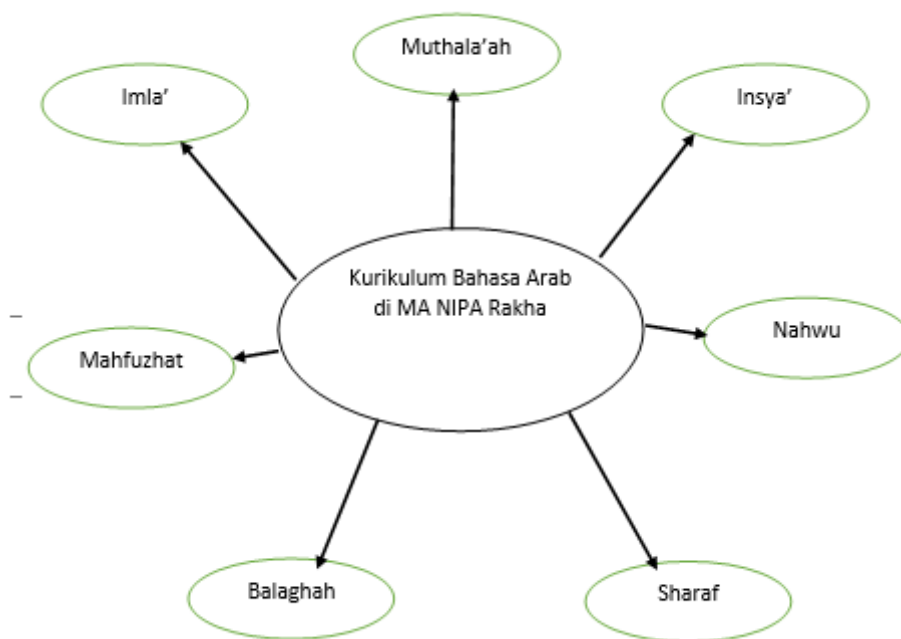 Muthala’ah
Imla’
Insya’
Kurikulum Bahasa Arab
di MA NIPA Rakha
Nahwu
Mahfuzhat
Balaghah
Sharaf